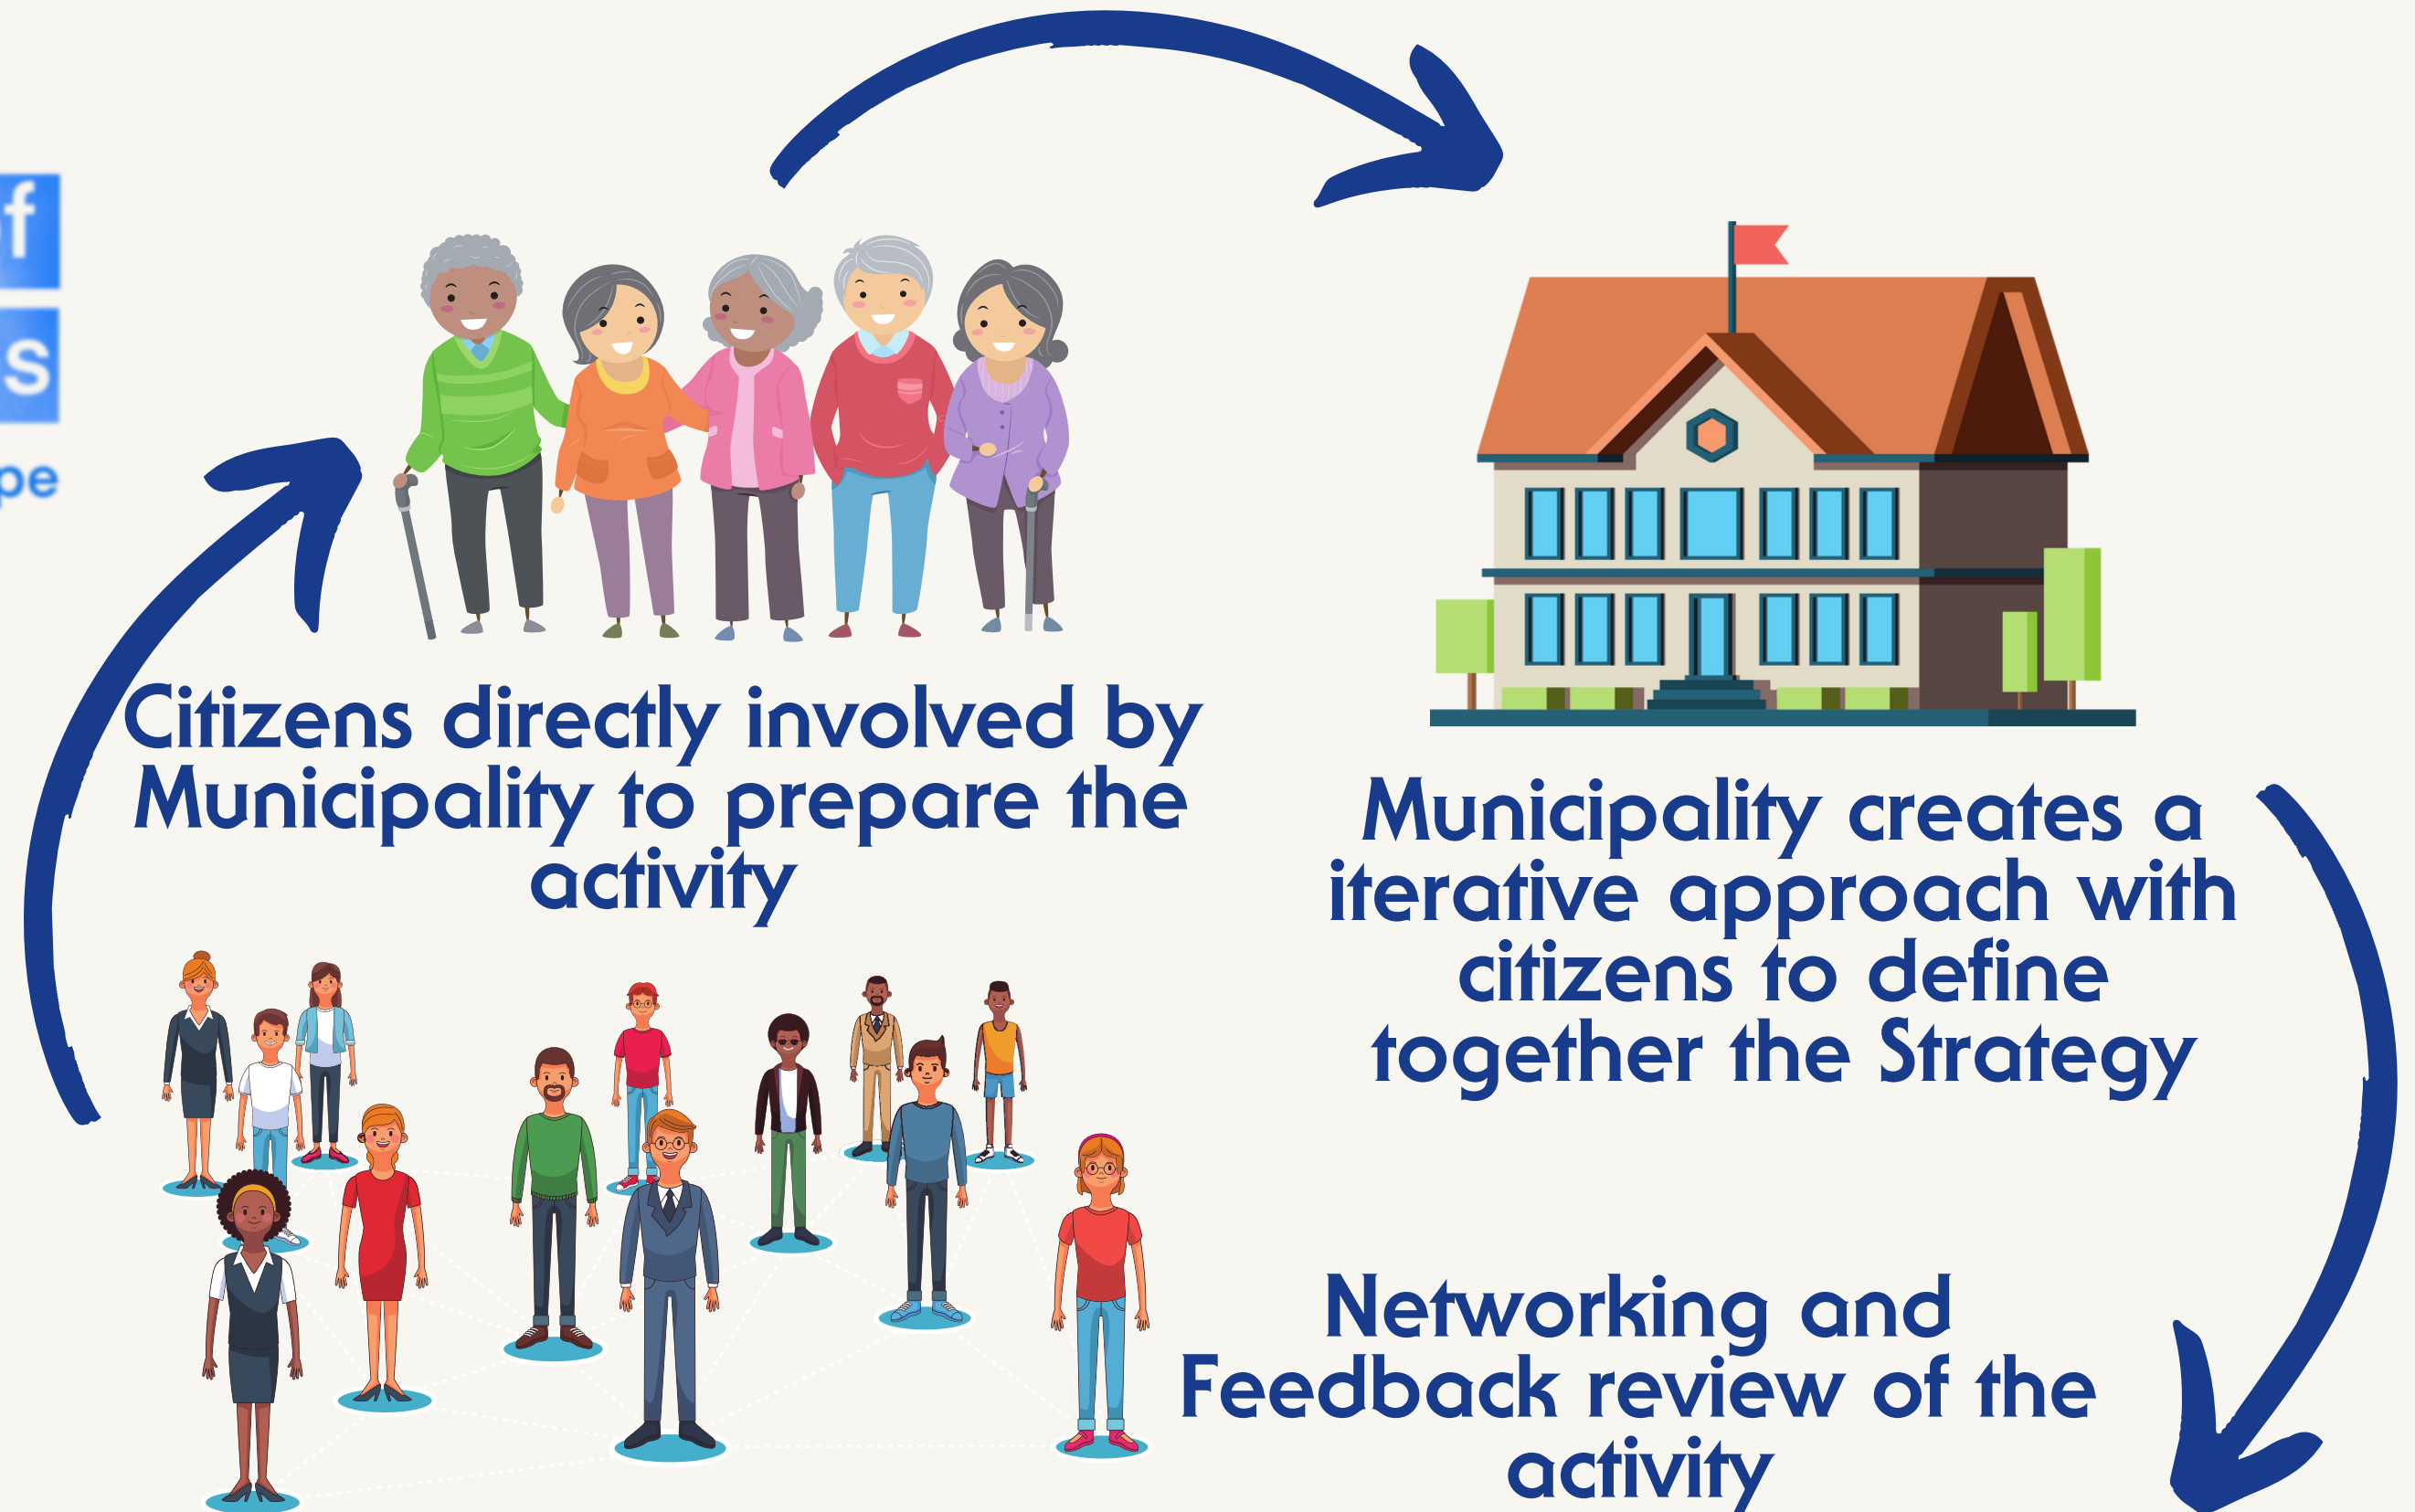 f
s
pe
Citizens directly involved by
Municipality to prepare the
activity
Municipality creates a
iterative approach with
citizens to define
together the Strategy
Networking and
Feedback review of the
activity